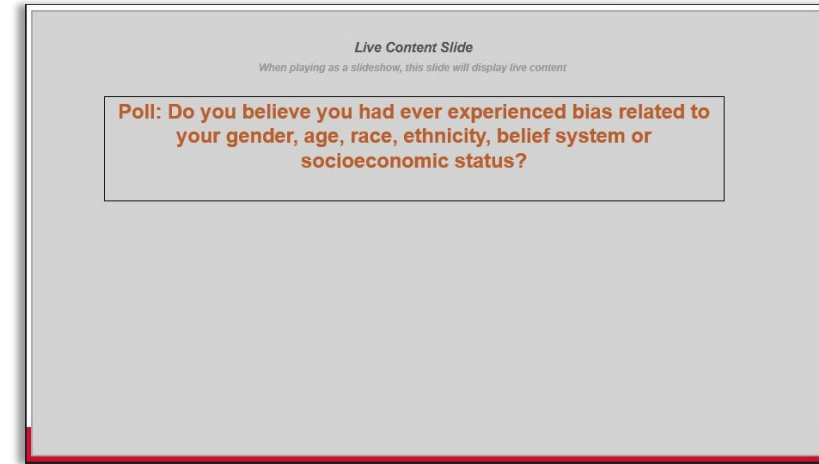 Live Content Slide
When playing as a slideshow, this slide will display live content
Poll: Do you believe you had ever experienced bias related to
your gender, age, race, ethnicity, belief system or
socioeconomic status?